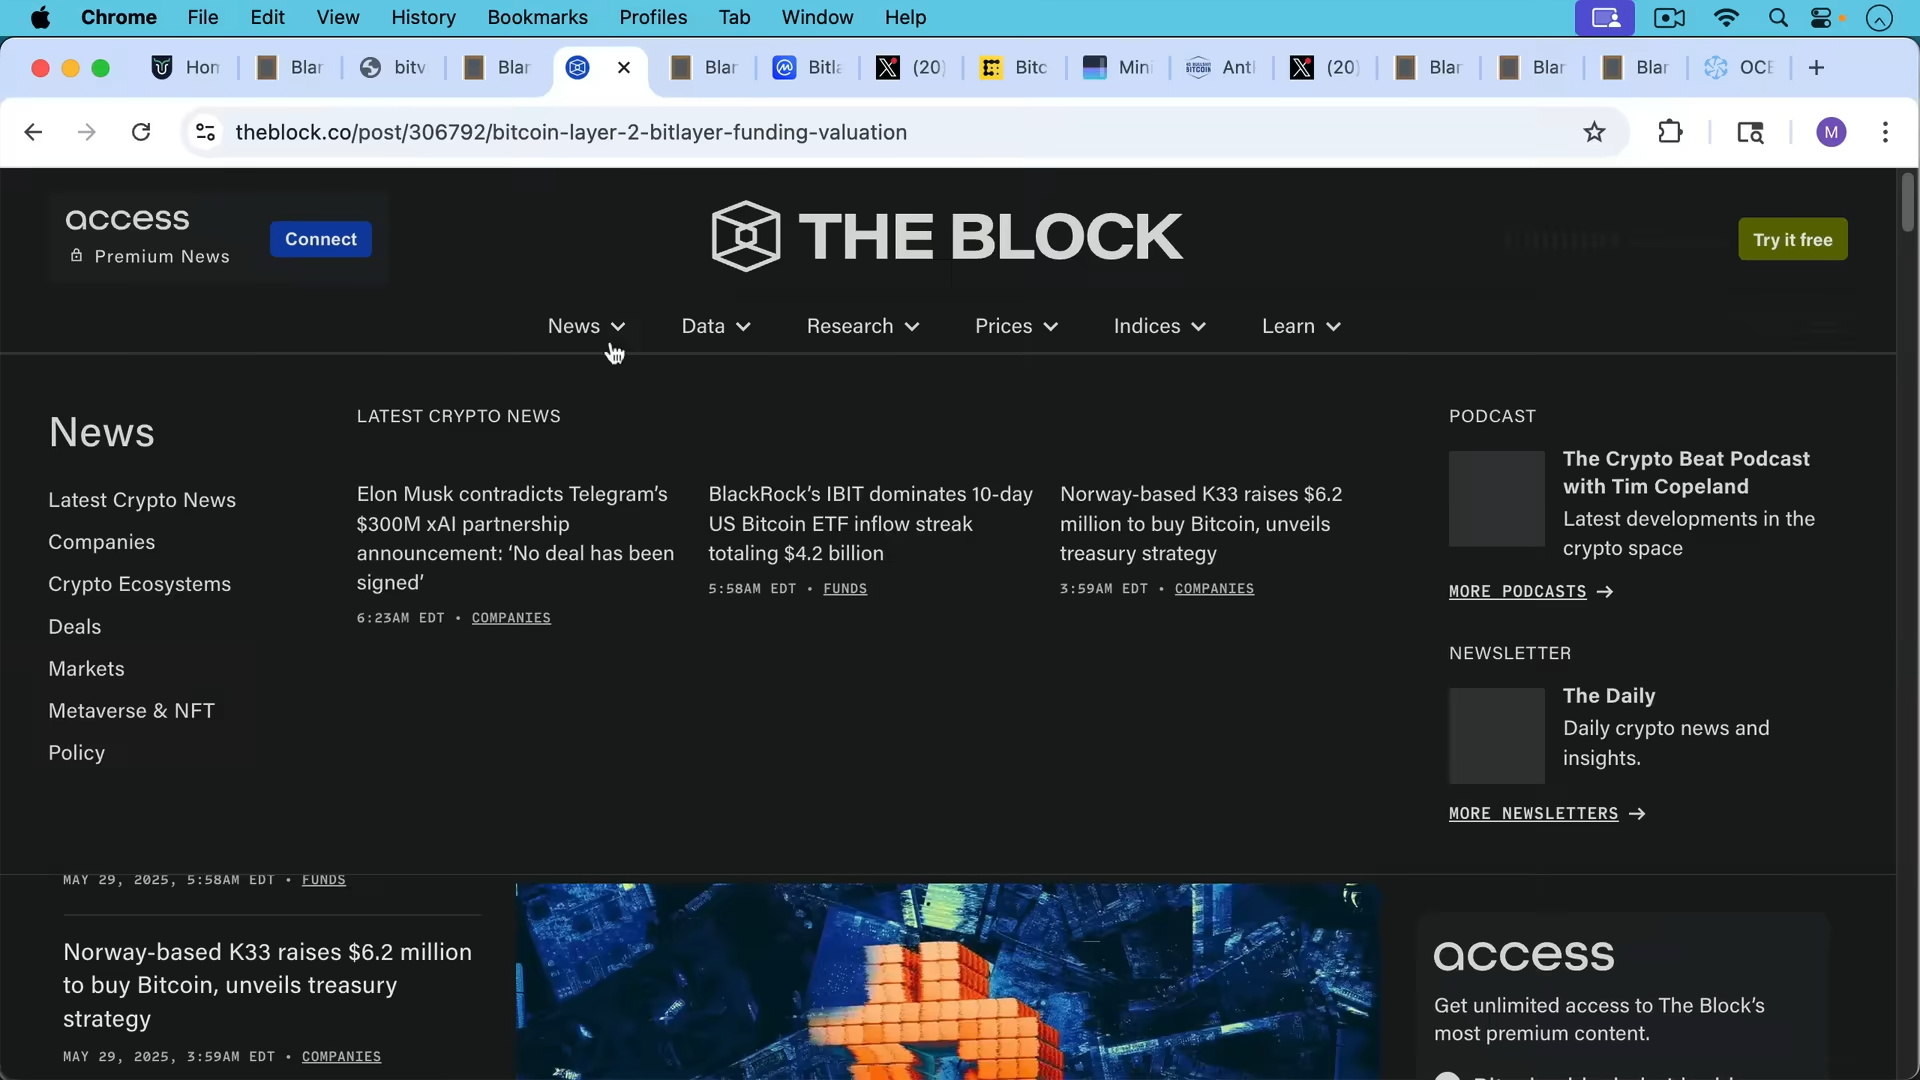 Chrome File Edit View History Bookmarks Profiles Tab Window Help
Hor Blar bitv Blar Blar Bitla (20) Bitc Mini Antl (20) Blar Blar Blar OCE
theblock.co/post/306792/bitcoin-layer-2-bitlayer-funding-valuation
M
access
Premium News
Connect
THE BLOCK
Try it free
News Data Research Prices Indices Learn
News
Latest Crypto News
Companies
Crypto Ecosystems
Deals
Markets
Metaverse & NFT
Policy
LATEST CRYPTO NEWS
Elon Musk contradicts Telegram’s
$300M xAI partnership
announcement: ‘No deal has been
signed’
6:23AM EDT • COMPANIES
BlackRock’s IBIT dominates 10-day
US Bitcoin ETF inflow streak
totaling $4.2 billion
5:58AM EDT • FUNDS
Norway-based K33 raises $6.2
million to buy Bitcoin, unveils
treasury strategy
3:59AM EDT • COMPANIES
PODCAST
The Crypto Beat Podcast
with Tim Copeland
Latest developments in the
crypto space
MORE PODCASTS →
NEWSLETTER
The Daily
Daily crypto news and
insights.
MORE NEWSLETTERS →
MAY 29, 2025, 5:58AM EDT • FUNDS
Norway-based K33 raises $6.2 million
to buy Bitcoin, unveils treasury
strategy
MAY 29, 2025, 3:59AM EDT • COMPANIES
access
Get unlimited access to The Block’s
most premium content.